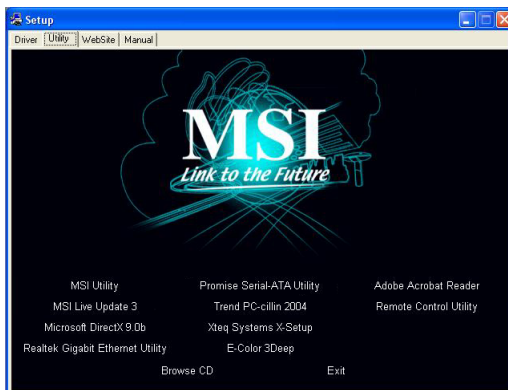 Setup
Driver Utility WebSite Manual
MSI
Link to the Future
MSI Utility Promise Serial-ATA Utility Adobe Acrobat Reader
MSI Live Update 3 Trend PC-cillin 2004 Remote Control Utility
Microsoft DirectX 9.0b Xteq Systems X-Setup
Realtek Gigabit Ethernet Utility E-Color 3Deep
Browse CD Exit